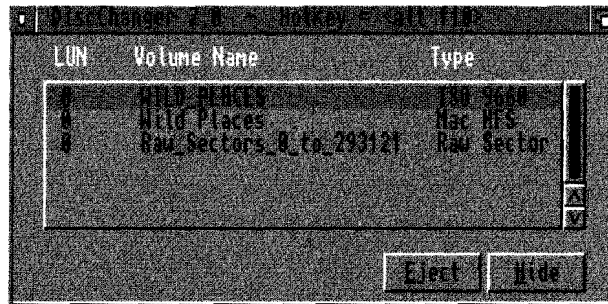 DiscChanger 2.0 - Hotkey = <alt f10>
LUN Volume Name Type
0 WILD_PLACES ISO 9660
0 Wild Places Mac HFS
0 Raw_Sectors_0_to_293121 Raw Sector
Eject Hide